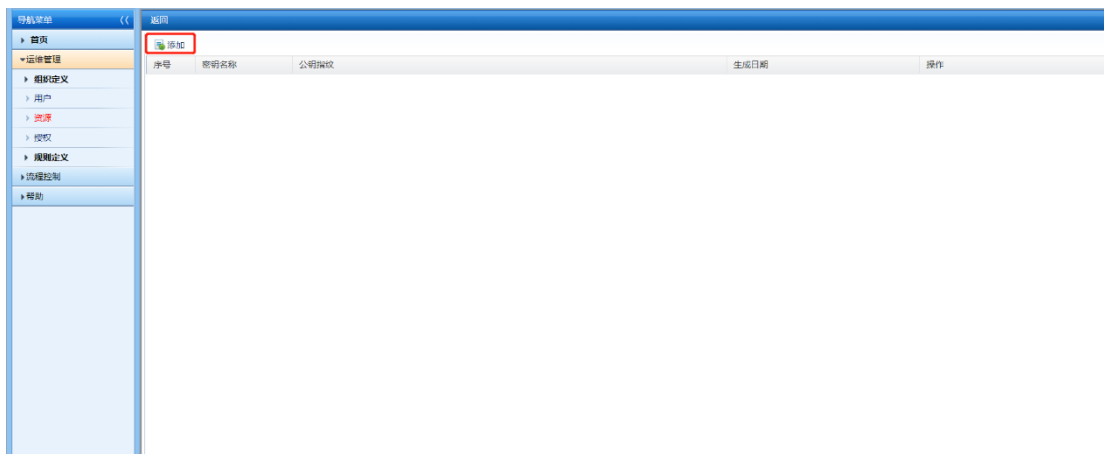 导航菜单 返回
首页
添加
运维管理
序号 密钥名称 公钥指纹 生成日期 操作
组织定义
用户
资源
授权
规则定义
流程控制
帮助